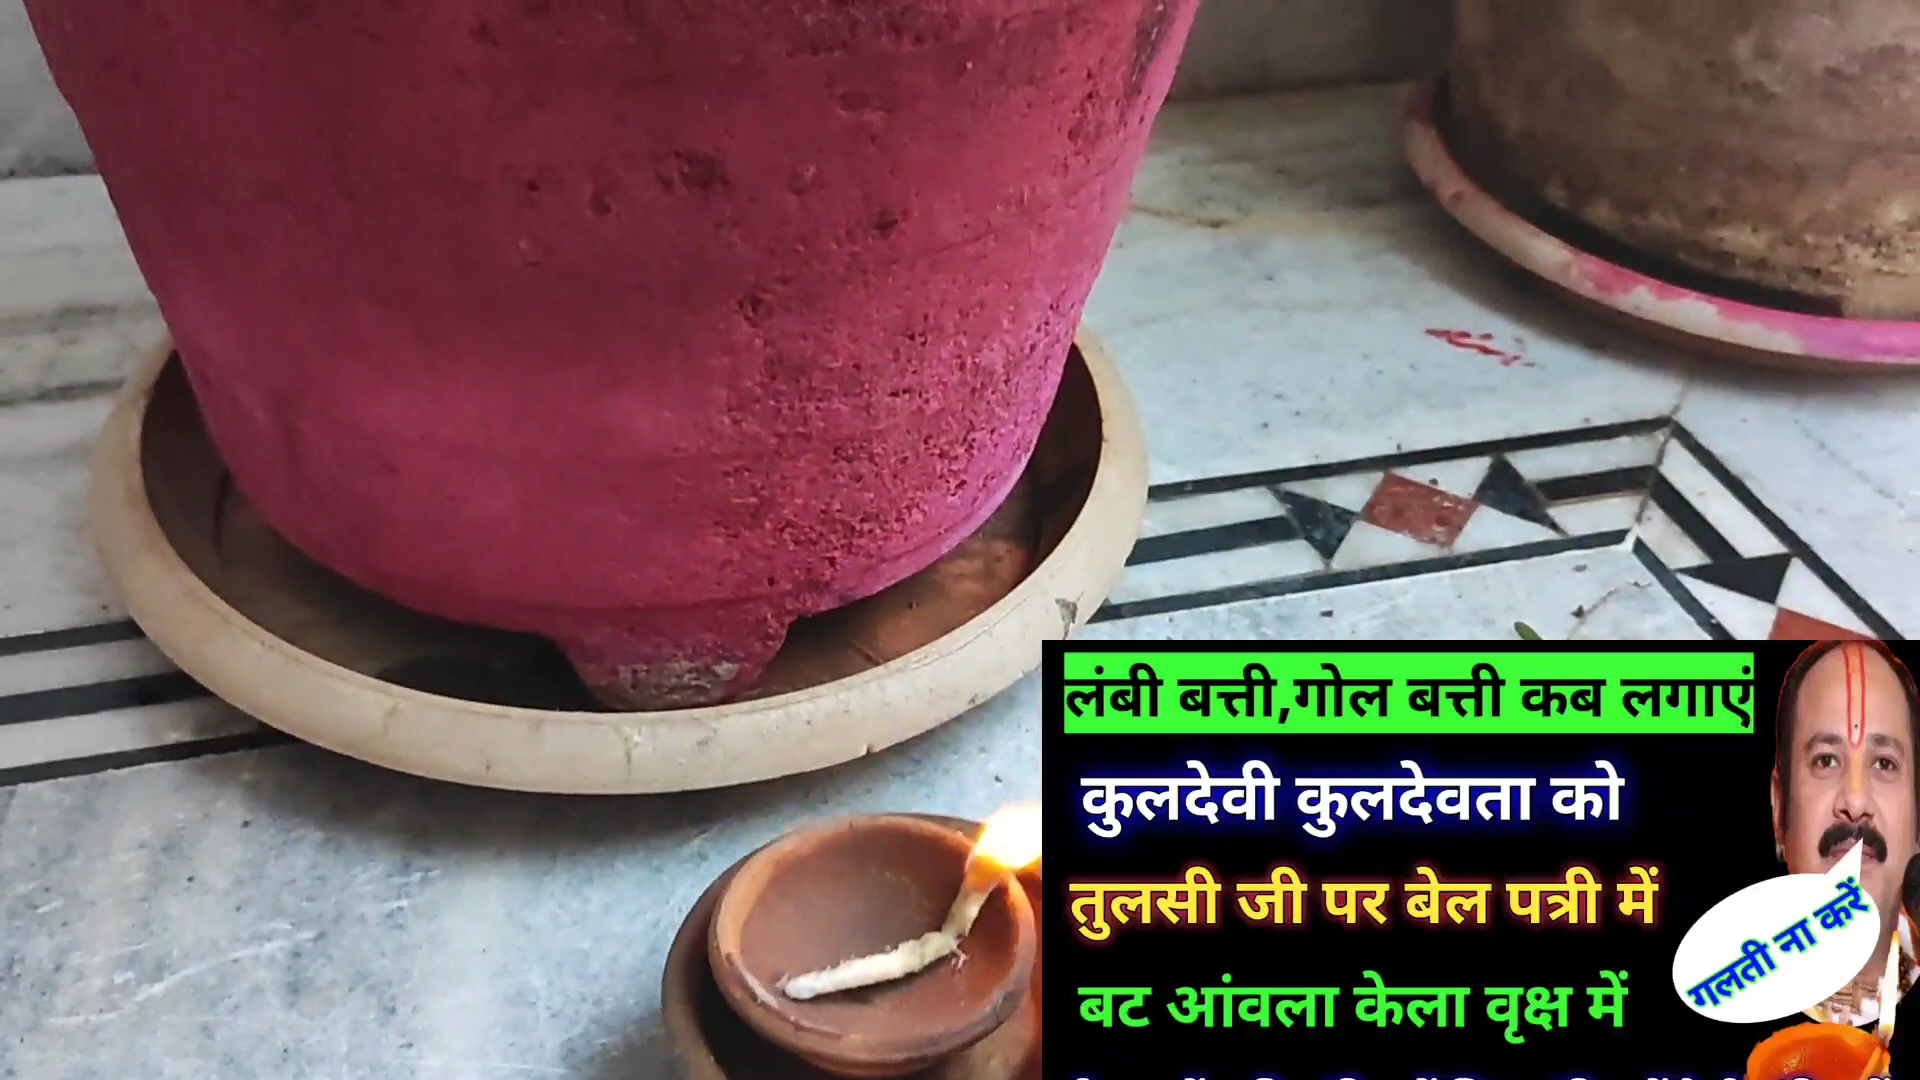 लंबी बत्ती,गोल बत्ती कब लगाएं
कुलदेवी कुलदेवता को
तुलसी जी पर बेल पत्री में
बट आंवला केला वृक्ष में
गलती ना करें